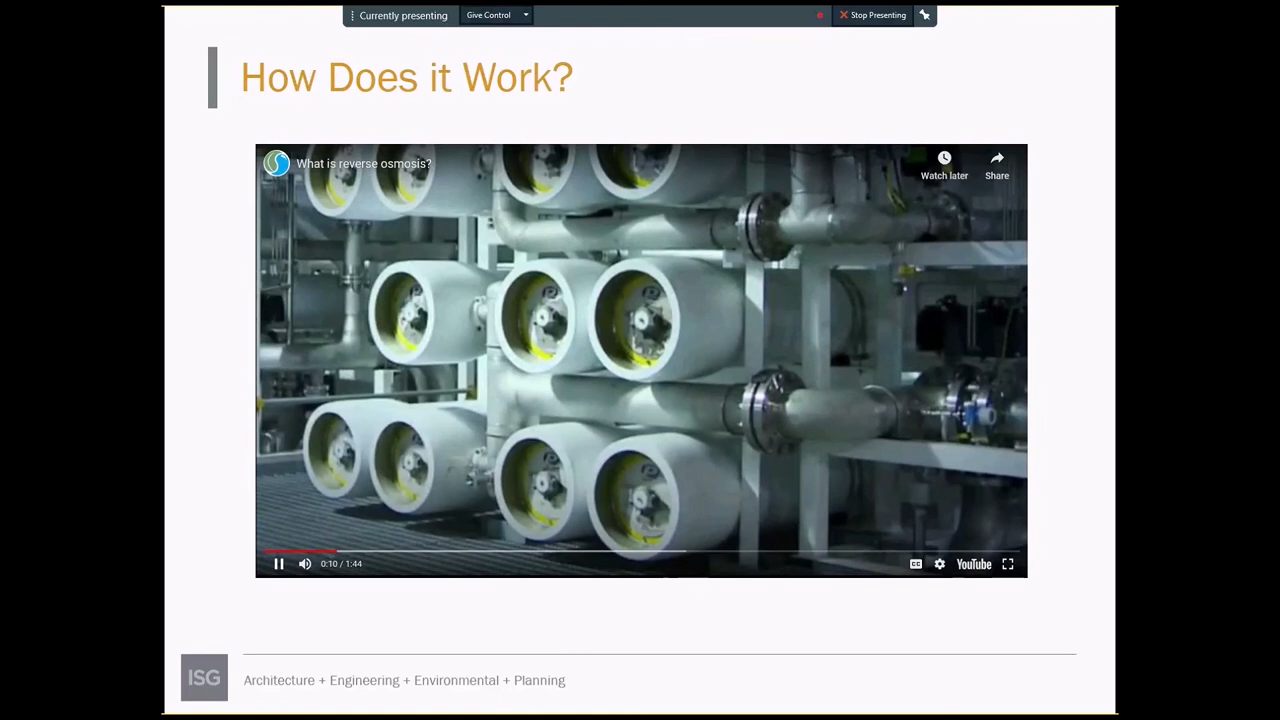 Currently presenting
Give Control
Stop Presenting
How Does it Work?
What is reverse osmosis?
Watch later
Share
0:10 / 1:44
CC
YouTube
ISG
Architecture + Engineering + Environmental + Planning